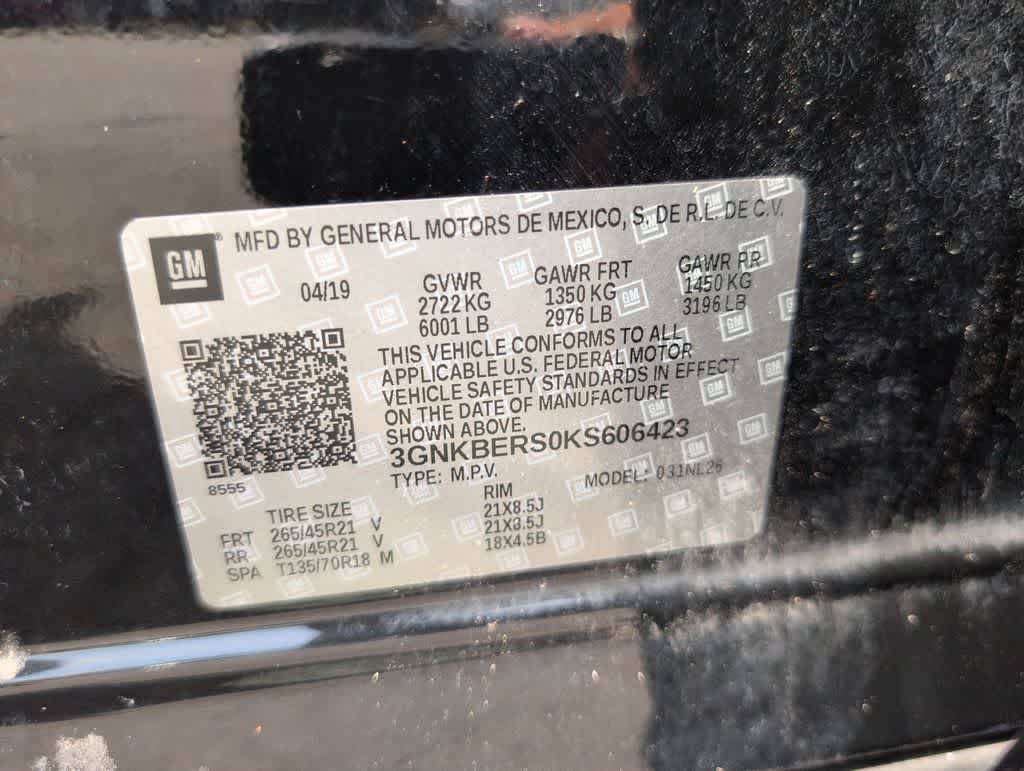 GM MFD BY GENERAL MOTORS DE MEXICO, S. DE R.L. DE C.V.
04/19 GVWR GAWR FRT GAWR RR
2722 KG 1350 KG 1450 KG
6001 LB 2976 LB 3196 LB
THIS VEHICLE CONFORMS TO ALL
APPLICABLE U.S. FEDERAL MOTOR
VEHICLE SAFETY STANDARDS IN EFFECT
ON THE DATE OF MANUFACTURE
SHOWN ABOVE.
3GNKBERS0KS606423
TYPE: M.P.V. MODEL: 031NL26
8555
TIRE SIZE RIM
FRT 265/45R21 V 21X8.5J
RR 265/45R21 V 21X8.5J
SPA T135/70R18 M 18X4.5B